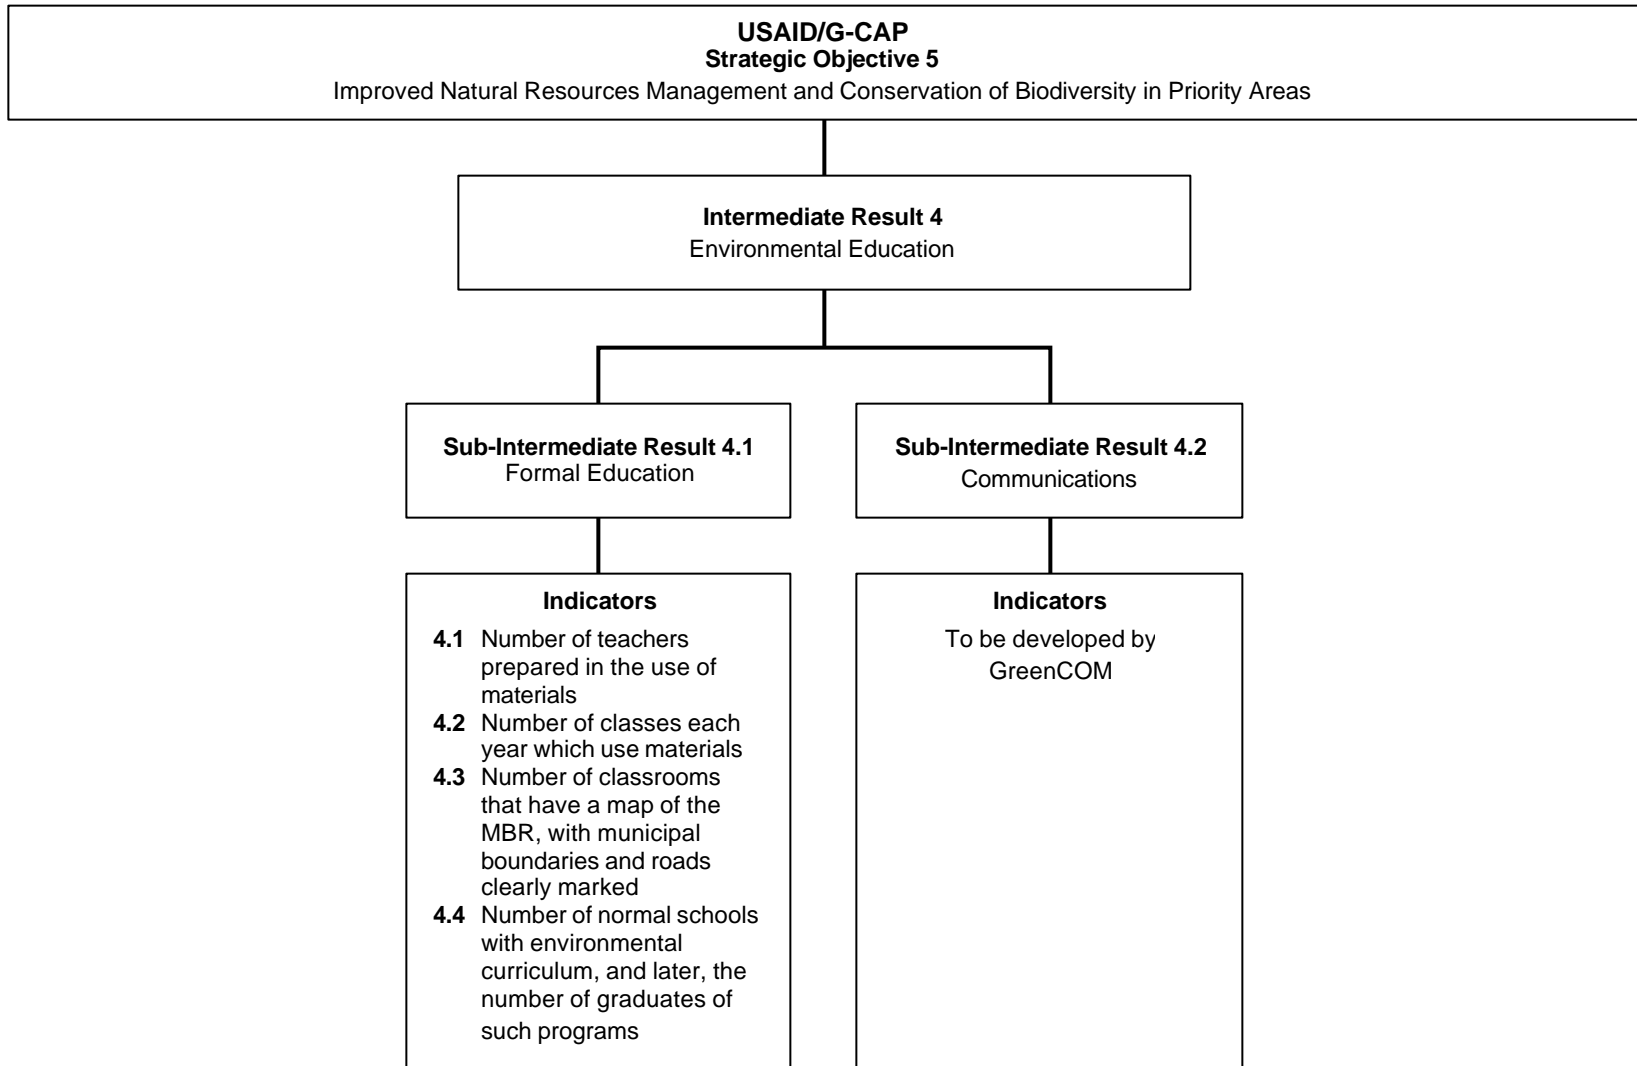 USAID/G-CAP
Strategic Objective 5
Improved Natural Resources Management and Conservation of Biodiversity in Priority Areas
Intermediate Result 4
Environmental Education
Sub-Intermediate Result 4.1
Formal Education
Sub-Intermediate Result 4.2
Communications
Indicators
4.1 Number of teachers
prepared in the use of
materials
4.2 Number of classes each
year which use materials
4.3 Number of classrooms
that have a map of the
MBR, with municipal
boundaries and roads
clearly marked
4.4 Number of normal schools
with environmental
curriculum, and later, the
number of graduates of
such programs
Indicators
To be developed by
GreenCOM